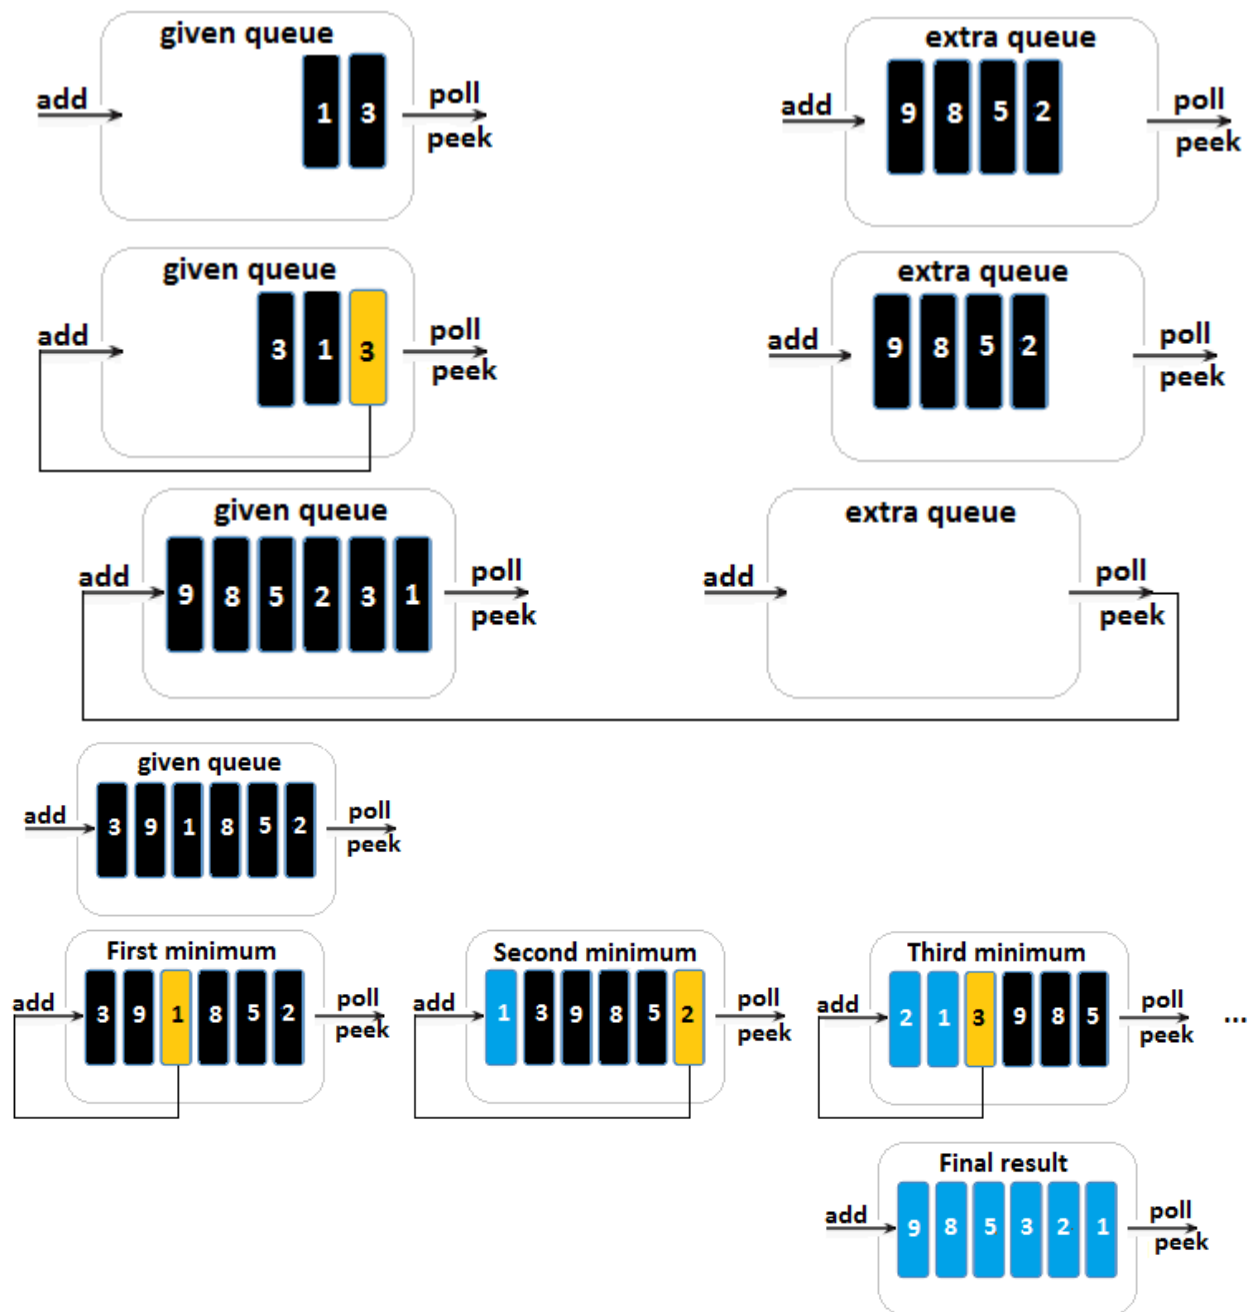 given queue
add
1 3
poll
peek
extra queue
add
9 8 5 2
poll
peek
given queue
add
3 1 3
poll
peek
extra queue
add
9 8 5 2
poll
peek
given queue
add
9 8 5 2 3 1
poll
peek
extra queue
add
poll
peek
given queue
add
3 9 1 8 5 2
poll
peek
First minimum
add
3 9 1 8 5 2
poll
peek
Second minimum
add
1 3 9 8 5 2
poll
peek
Third minimum
add
2 1 3 9 8 5
poll
peek
...
Final result
add
9 8 5 3 2 1
poll
peek